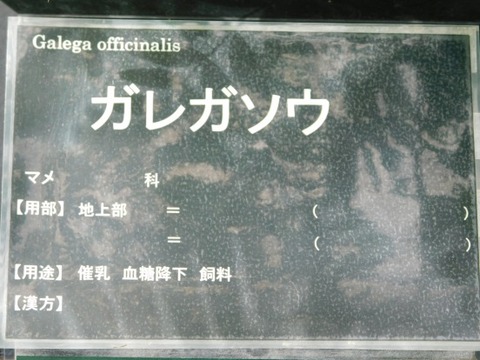 Galega officinalis
ガレガソウ
マメ 科
【用部】 地上部 = ( )
= ( )
【用途】 催乳 血糖降下 飼料
【漢方】